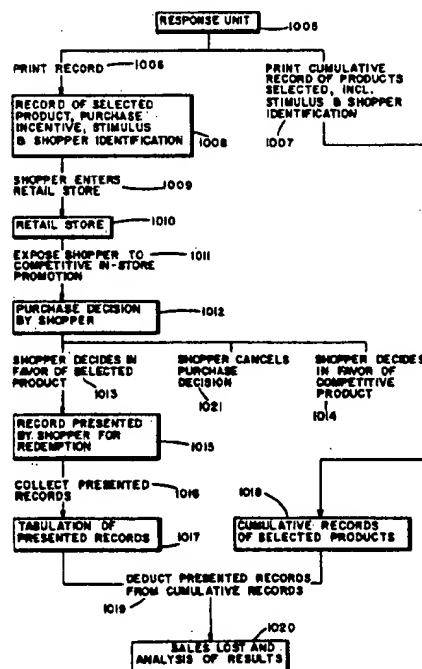 RESPONSE UNIT
1005
PRINT RECORD
1006
PRINT CUMULATIVE
RECORD OF PRODUCTS
SELECTED, INCL.
STIMULUS & SHOPPER
IDENTIFICATION
1007
RECORD OF SELECTED
PRODUCT, PURCHASE
INCENTIVE, STIMULUS
& SHOPPER IDENTIFICATION
1008
SHOPPER ENTERS
RETAIL STORE
1009
RETAIL STORE
1010
EXPOSE SHOPPER TO
COMPETITIVE IN-STORE
PROMOTION
1011
PURCHASE DECISION
BY SHOPPER
1012
SHOPPER DECIDES IN
FAVOR OF SELECTED
PRODUCT
1013
SHOPPER CANCELS
PURCHASE
DECISION
1021
SHOPPER DECIDES
IN FAVOR OF
COMPETITIVE
PRODUCT
1014
RECORD PRESENTED
BY SHOPPER FOR
REDEMPTION
1015
COLLECT PRESENTED
RECORDS
1016
TABULATION OF
PRESENTED RECORDS
1017
1018
CUMULATIVE RECORDS
OF SELECTED PRODUCTS
DEDUCT PRESENTED RECORDS
FROM CUMULATIVE RECORDS
1019
1020
SALES LOST AND
ANALYSIS OF RESULTS